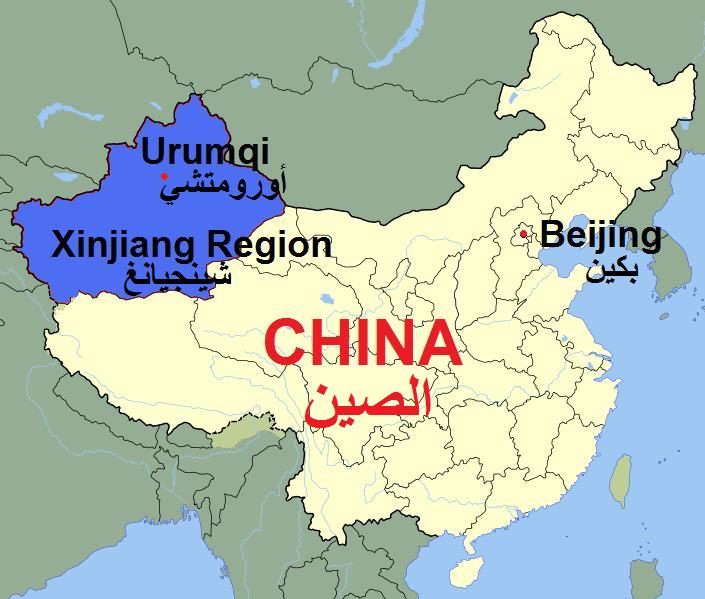 Urumqi
أورومتشي
Xinjiang Region
شينجيانغ
Beijing
بكين
CHINA
الصين